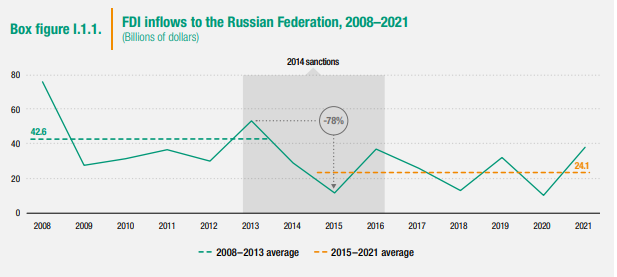 Box figure I.1.1.
FDI inflows to the Russian Federation, 2008–2021
(Billions of dollars)
2014 sanctions
80
60
40
20
0
42.6
-78%
24.1
2008 2009 2010 2011 2012 2013 2014 2015 2016 2017 2018 2019 2020 2021
2008–2013 average 2015–2021 average